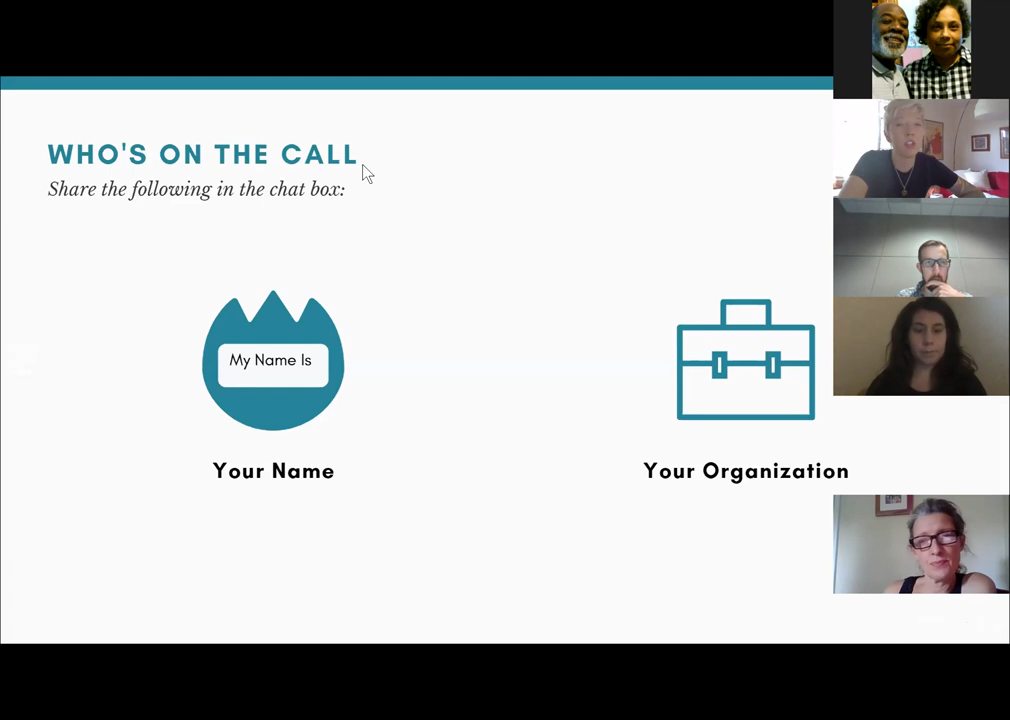 WHO'S ON THE CALL
Share the following in the chat box:
My Name Is
Your Name
Your Organization